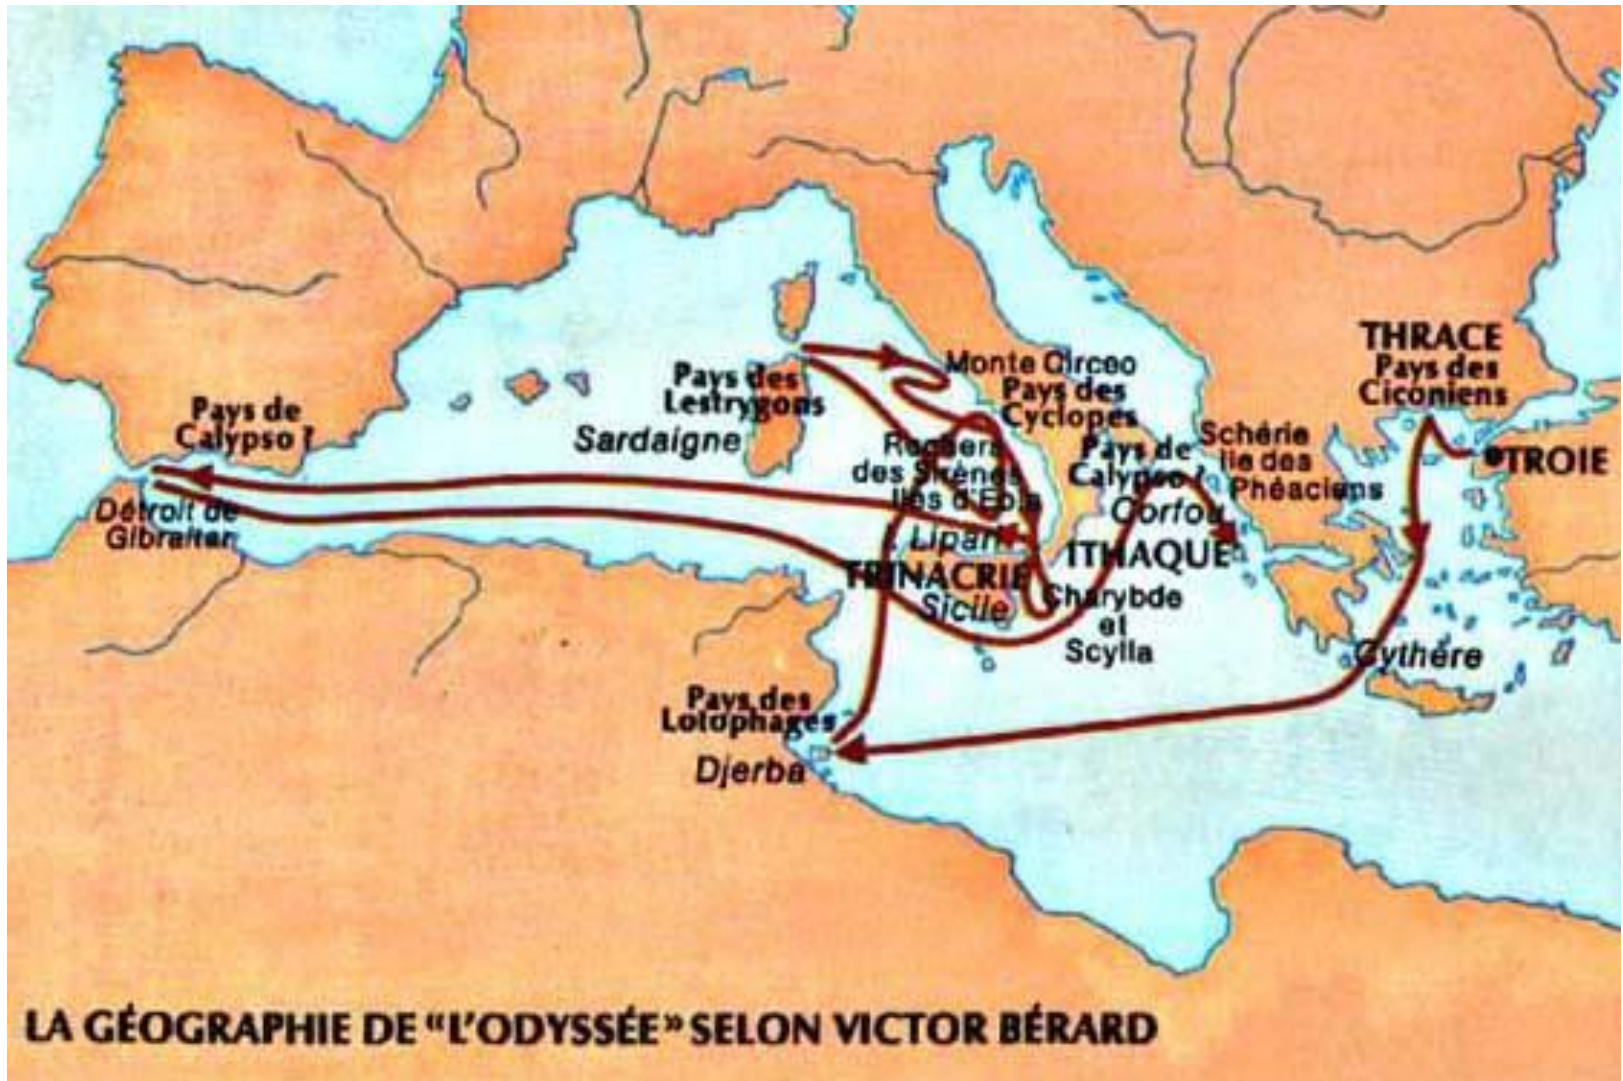 THRACE
Pays des
Ciconiens
TROIE
Monte Circeo
Pays des
Cyclopes
Pays des
Lestrygons
Sardaigne
Pays de
Calypso ?
Détroit de
Gibraltar
Rochers
des Sirènes
Iles d'Eole
Lipari
Pays de
Calypso ?
Corfou
Schérie
Ile des
Phéaciens
ITHAQUE
TRINACRIE
Sicile
Charybde
et
Scylla
Cythére
Pays des
Lotophages
Djerba
LA GÉOGRAPHIE DE “L'ODYSSÉE” SELON VICTOR BÉRARD